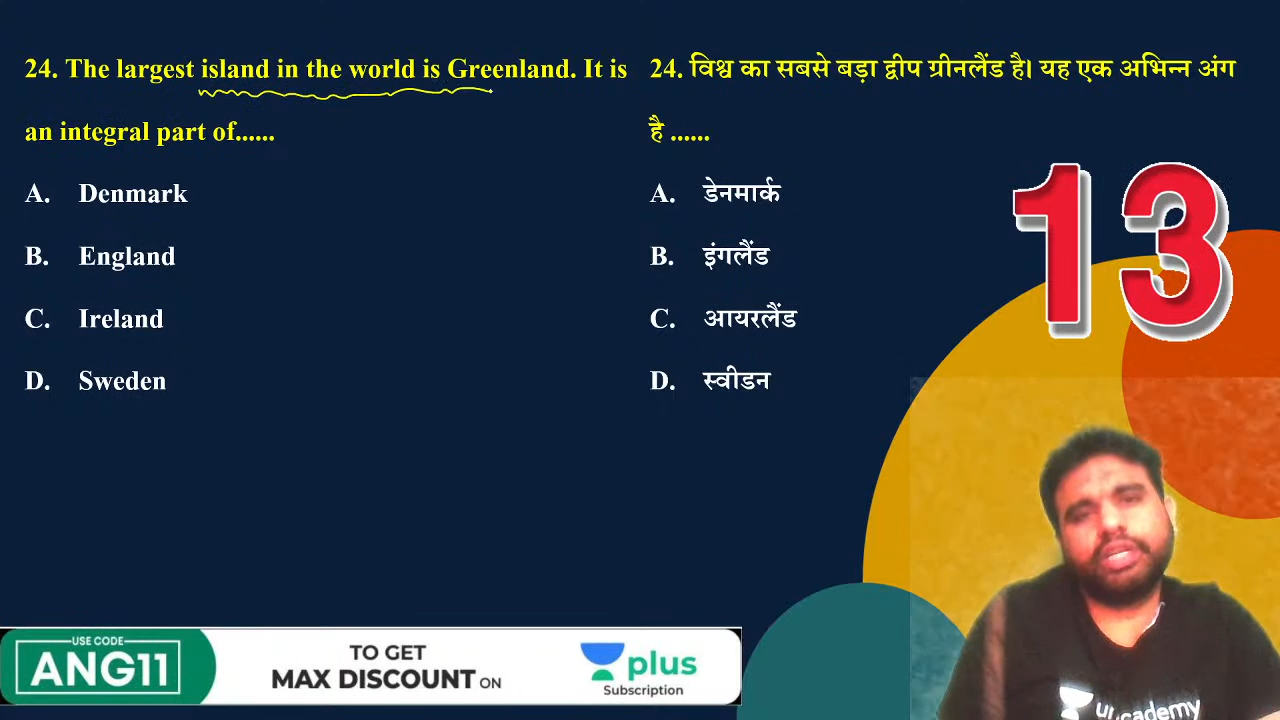 24. The largest island in the world is Greenland. It is
an integral part of......
A. Denmark
B. England
C. Ireland
D. Sweden
24. विश्व का सबसे बड़ा द्वीप ग्रीनलैंड है। यह एक अभिन्न अंग
है ......
A. डेनमार्क
B. इंगलैंड
C. आयरलैंड
D. स्वीडन
13
USE CODE
ANG11
TO GET
MAX DISCOUNT ON
plus
Subscription